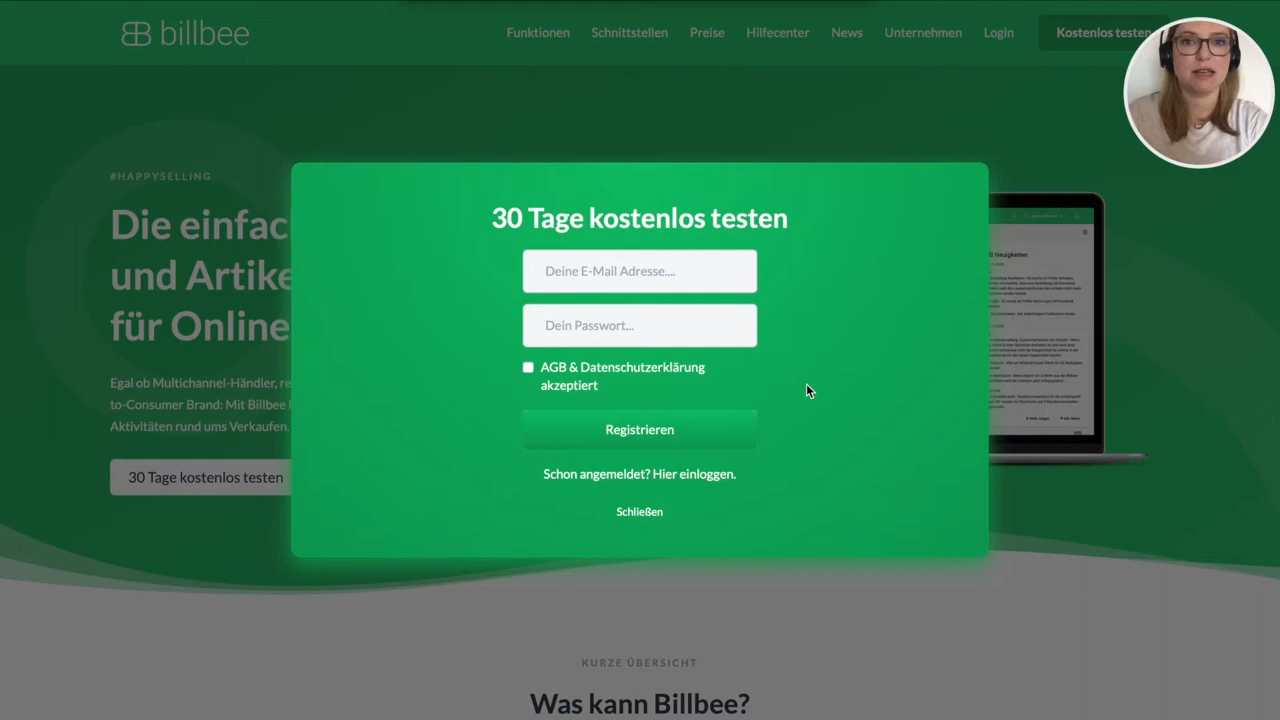 billbee
Funktionen
Schnittstellen
Preise
Hilfecenter
News
Unternehmen
Login
Kostenlos testen
#HAPPYSELLING
Die einfac
und Artike
für Online
Egal ob Multichannel-Händler, re
to-Consumer Brand: Mit Billbee
Aktivitäten rund ums Verkaufen.
30 Tage kostenlos testen
30 Tage kostenlos testen
Deine E-Mail Adresse....
Dein Passwort...
AGB & Datenschutzerklärung
akzeptiert
Registrieren
Schon angemeldet? Hier einloggen.
Schließen
Neuigkeiten
KURZE ÜBERSICHT
Was kann Billbee?